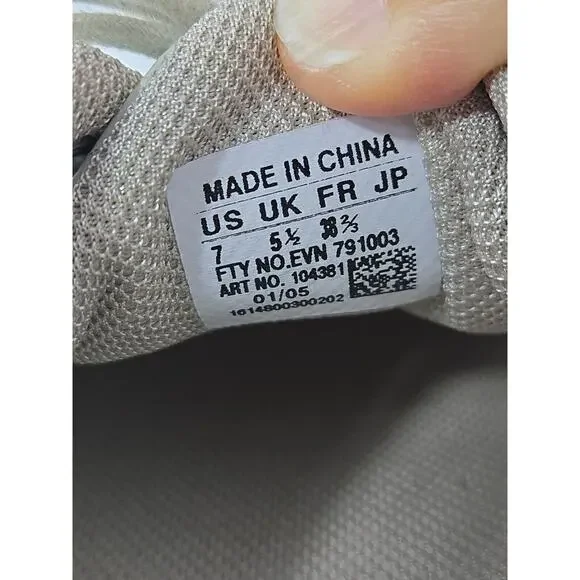 MADE IN CHINA
US UK FR JP
7 5½ 38⅔
FTY NO.EVN 791003
ART NO. 104381
01/05
1614800300202